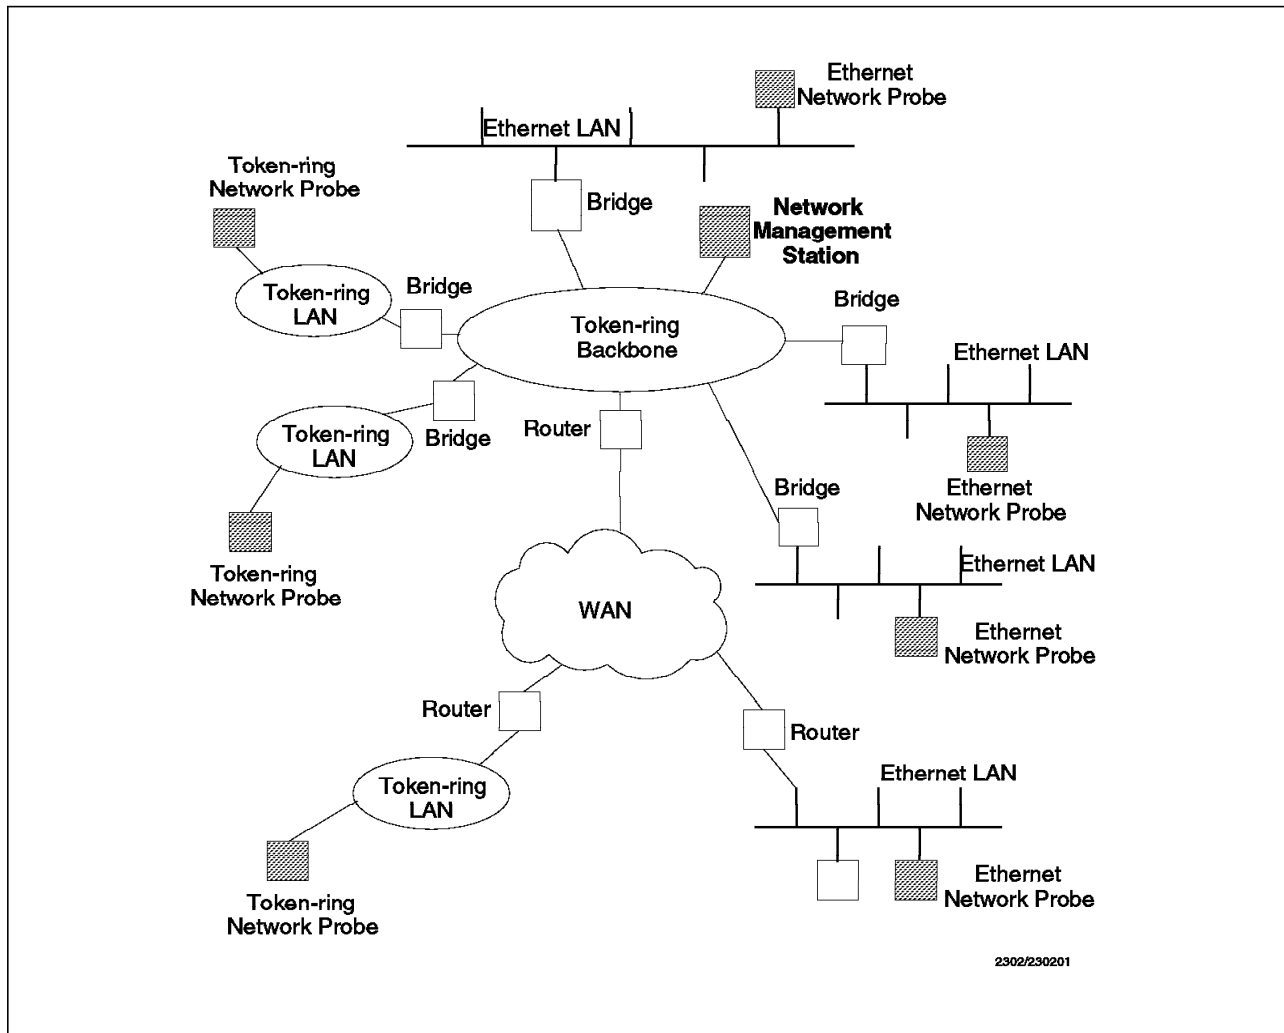 Ethernet
Network Probe
Ethernet LAN
Token-ring
Network Probe
Bridge
Network
Management
Station
Token-ring
LAN
Bridge
Token-ring
Backbone
Bridge
Ethernet LAN
Token-ring
LAN
Bridge
Router
Bridge
Ethernet
Network Probe
Token-ring
Network Probe
Ethernet LAN
WAN
Ethernet
Network Probe
Router
Router
Token-ring
LAN
Ethernet LAN
Token-ring
Network Probe
Ethernet
Network Probe
2302/230201